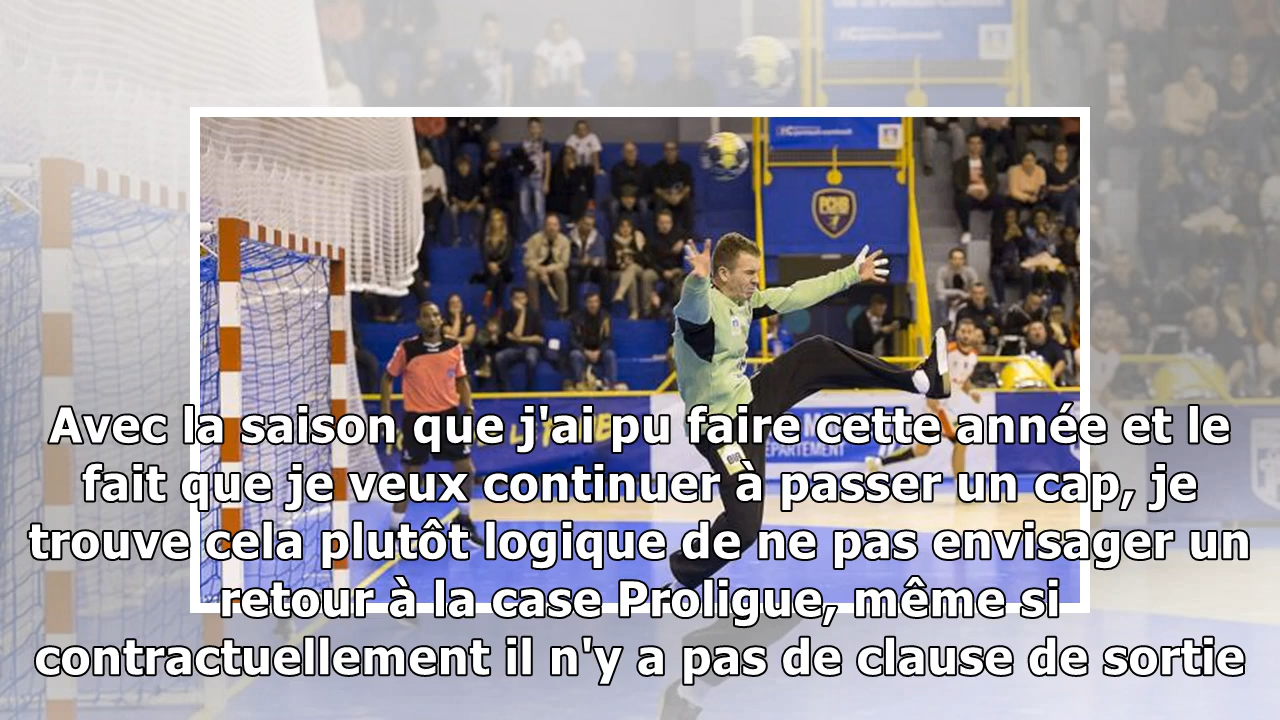 PCHB
Avec la saison que j'ai pu faire cette année et le
fait que je veux continuer à passer un cap, je
trouve cela plutôt logique de ne pas envisager un
retour à la case Proligue, même si
contractuellement il n'y a pas de clause de sortie